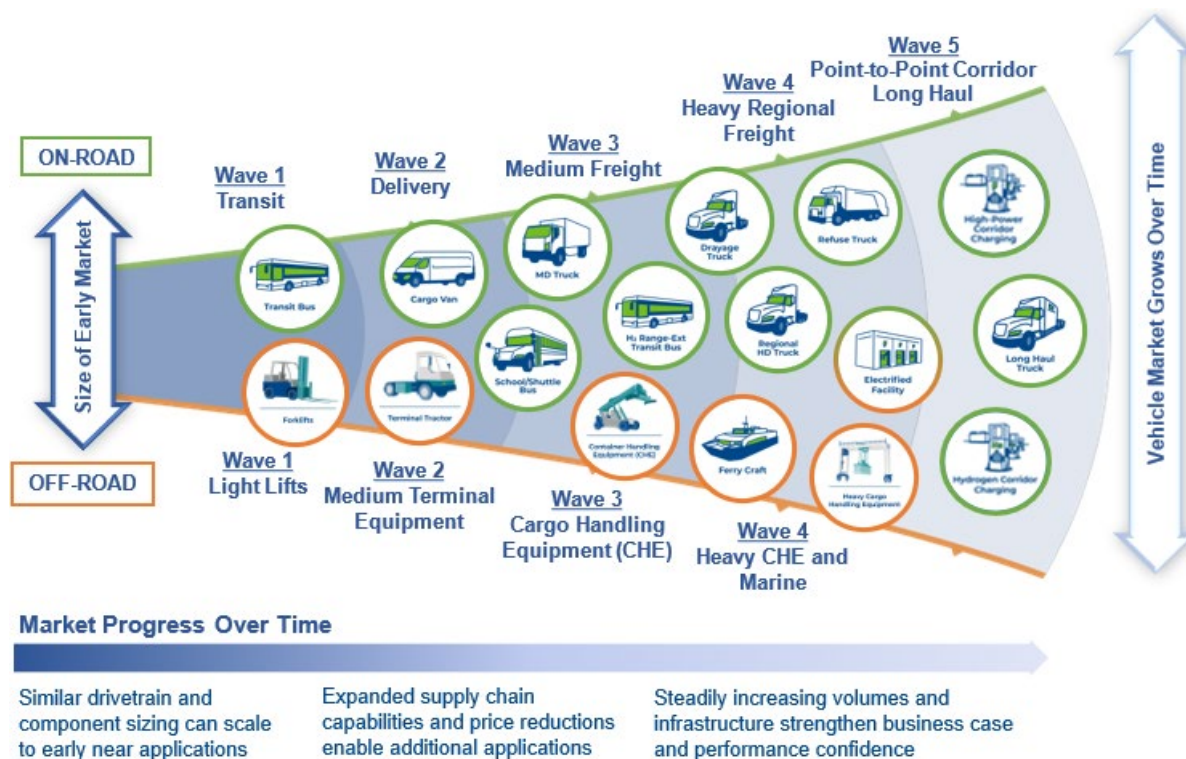 Wave 5
Point-to-Point Corridor
Long Haul
Wave 4
Heavy Regional
Freight
Wave 3
Medium Freight
Wave 2
Delivery
Wave 1
Transit
ON-ROAD
Size of Early Market
OFF-ROAD
Vehicle Market Grows Over Time
Transit Bus
Cargo Van
MD Truck
Drayage
Truck
Refuse Truck
High-Power
Corridor
Charging
School/Shuttle
Bus
H₂ Range-Ext
Transit Bus
Regional
HD Truck
Electrified
Facility
Long Haul
Truck
Forklifts
Terminal Tractor
Container Handling
Equipment (CHE)
Ferry Craft
Heavy Cargo
Handling Equipment
Hydrogen Corridor
Charging
Wave 1
Light Lifts
Wave 2
Medium Terminal
Equipment
Wave 3
Cargo Handling
Equipment (CHE)
Wave 4
Heavy CHE and
Marine
Market Progress Over Time
Similar drivetrain and
component sizing can scale
to early near applications
Expanded supply chain
capabilities and price reductions
enable additional applications
Steadily increasing volumes and
infrastructure strengthen business case
and performance confidence